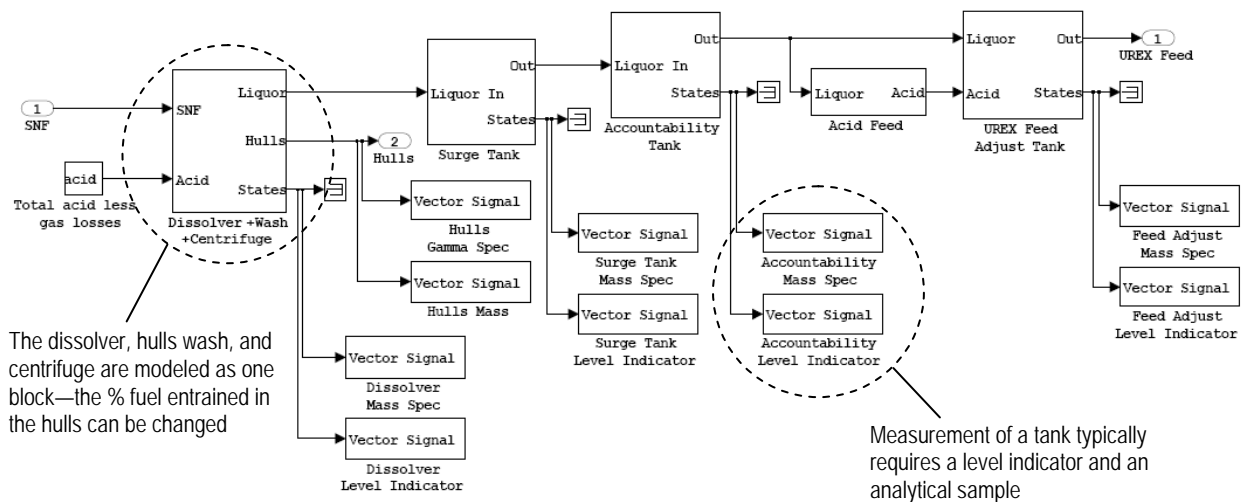 1
SNF
acid
Total acid less
gas losses
SNF
Acid
Liquor
Hulls
States
Dissolver +Wash
+Centrifuge
2
Hulls
Liquor In
Out
States
Surge Tank
Liquor In
Out
States
Accountability
Tank
Liquor
Acid
Acid Feed
Liquor
Acid
Out
States
UREX Feed
Adjust Tank
1
UREX Feed
Vector Signal
Hulls
Gamma Spec
Vector Signal
Hulls Mass
Vector Signal
Dissolver
Mass Spec
Vector Signal
Dissolver
Level Indicator
Vector Signal
Surge Tank
Mass Spec
Vector Signal
Surge Tank
Level Indicator
Vector Signal
Accountability
Mass Spec
Vector Signal
Accountability
Level Indicator
Vector Signal
Feed Adjust
Mass Spec
Vector Signal
Feed Adjust
Level Indicator
The dissolver, hulls wash, and
centrifuge are modeled as one
block—the % fuel entrained in
the hulls can be changed
Measurement of a tank typically
requires a level indicator and an
analytical sample